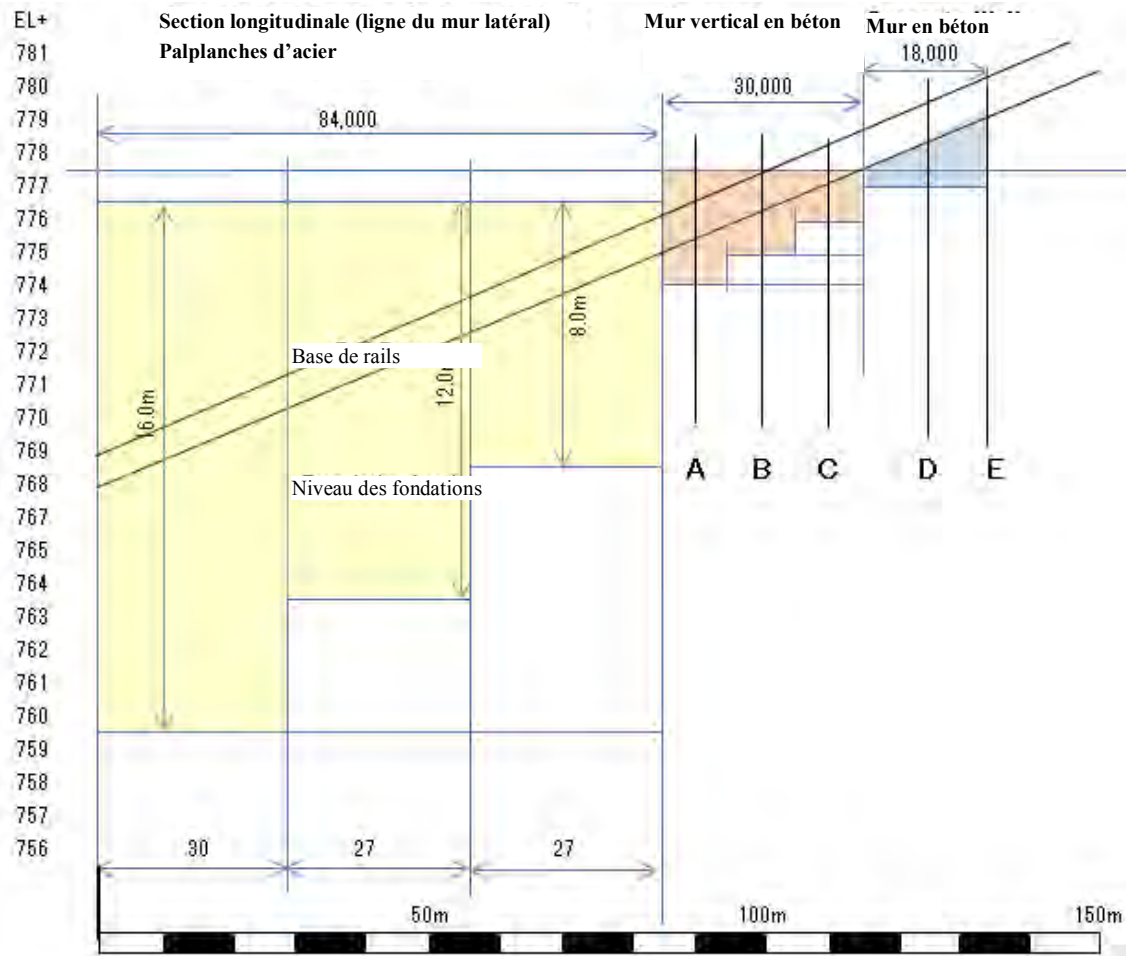 EL+
Section longitudinale (ligne du mur latéral)
Palplanches d’acier
Mur vertical en béton
Mur en béton
781
780
779
778
777
776
775
774
773
772
771
770
769
768
767
766
765
764
763
762
761
760
759
758
757
756
84,000
30,000
18,000
16.0m
12.0
8.0m
Base de rails
Niveau des fondations
A B C D E
30 27 27
50m 100m 150m